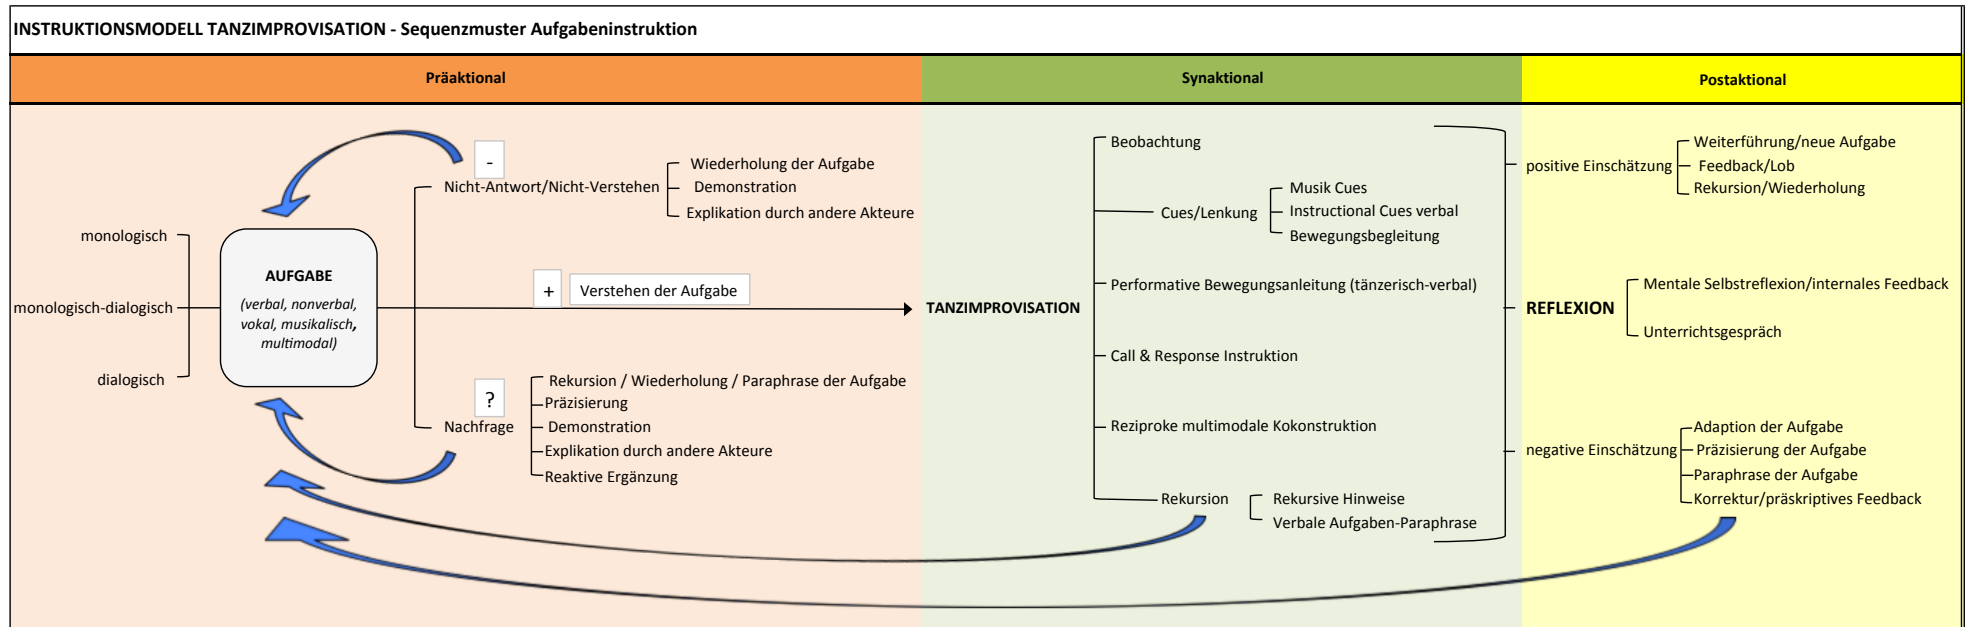 INSTRUKTIONSMODELL TANZIMPROVISATION - Sequenzmuster Aufgabeninstruktion
Präaktional
Synaktional
Postaktional
monologisch
monologisch-dialogisch
dialogisch
AUFGABE
(verbal, nonverbal,
vokal, musikalisch,
multimodal)
-
Nicht-Antwort/Nicht-Verstehen
Wiederholung der Aufgabe
Demonstration
Explikation durch andere Akteure
+
Verstehen der Aufgabe
?
Nachfrage
Rekursion / Wiederholung / Paraphrase der Aufgabe
Präzisierung
Demonstration
Explikation durch andere Akteure
Reaktive Ergänzung
TANZIMPROVISATION
Beobachtung
Cues/Lenkung
Musik Cues
Instructional Cues verbal
Bewegungsbegleitung
Performative Bewegungsanleitung (tänzerisch-verbal)
Call & Response Instruktion
Reziproke multimodale Kokonstruktion
Rekursion
Rekursive Hinweise
Verbale Aufgaben-Paraphrase
positive Einschätzung
Weiterführung/neue Aufgabe
Feedback/Lob
Rekursion/Wiederholung
REFLEXION
Mentale Selbstreflexion/internales Feedback
Unterrichtsgespräch
negative Einschätzung
Adaption der Aufgabe
Präzisierung der Aufgabe
Paraphrase der Aufgabe
Korrektur/präskriptives Feedback